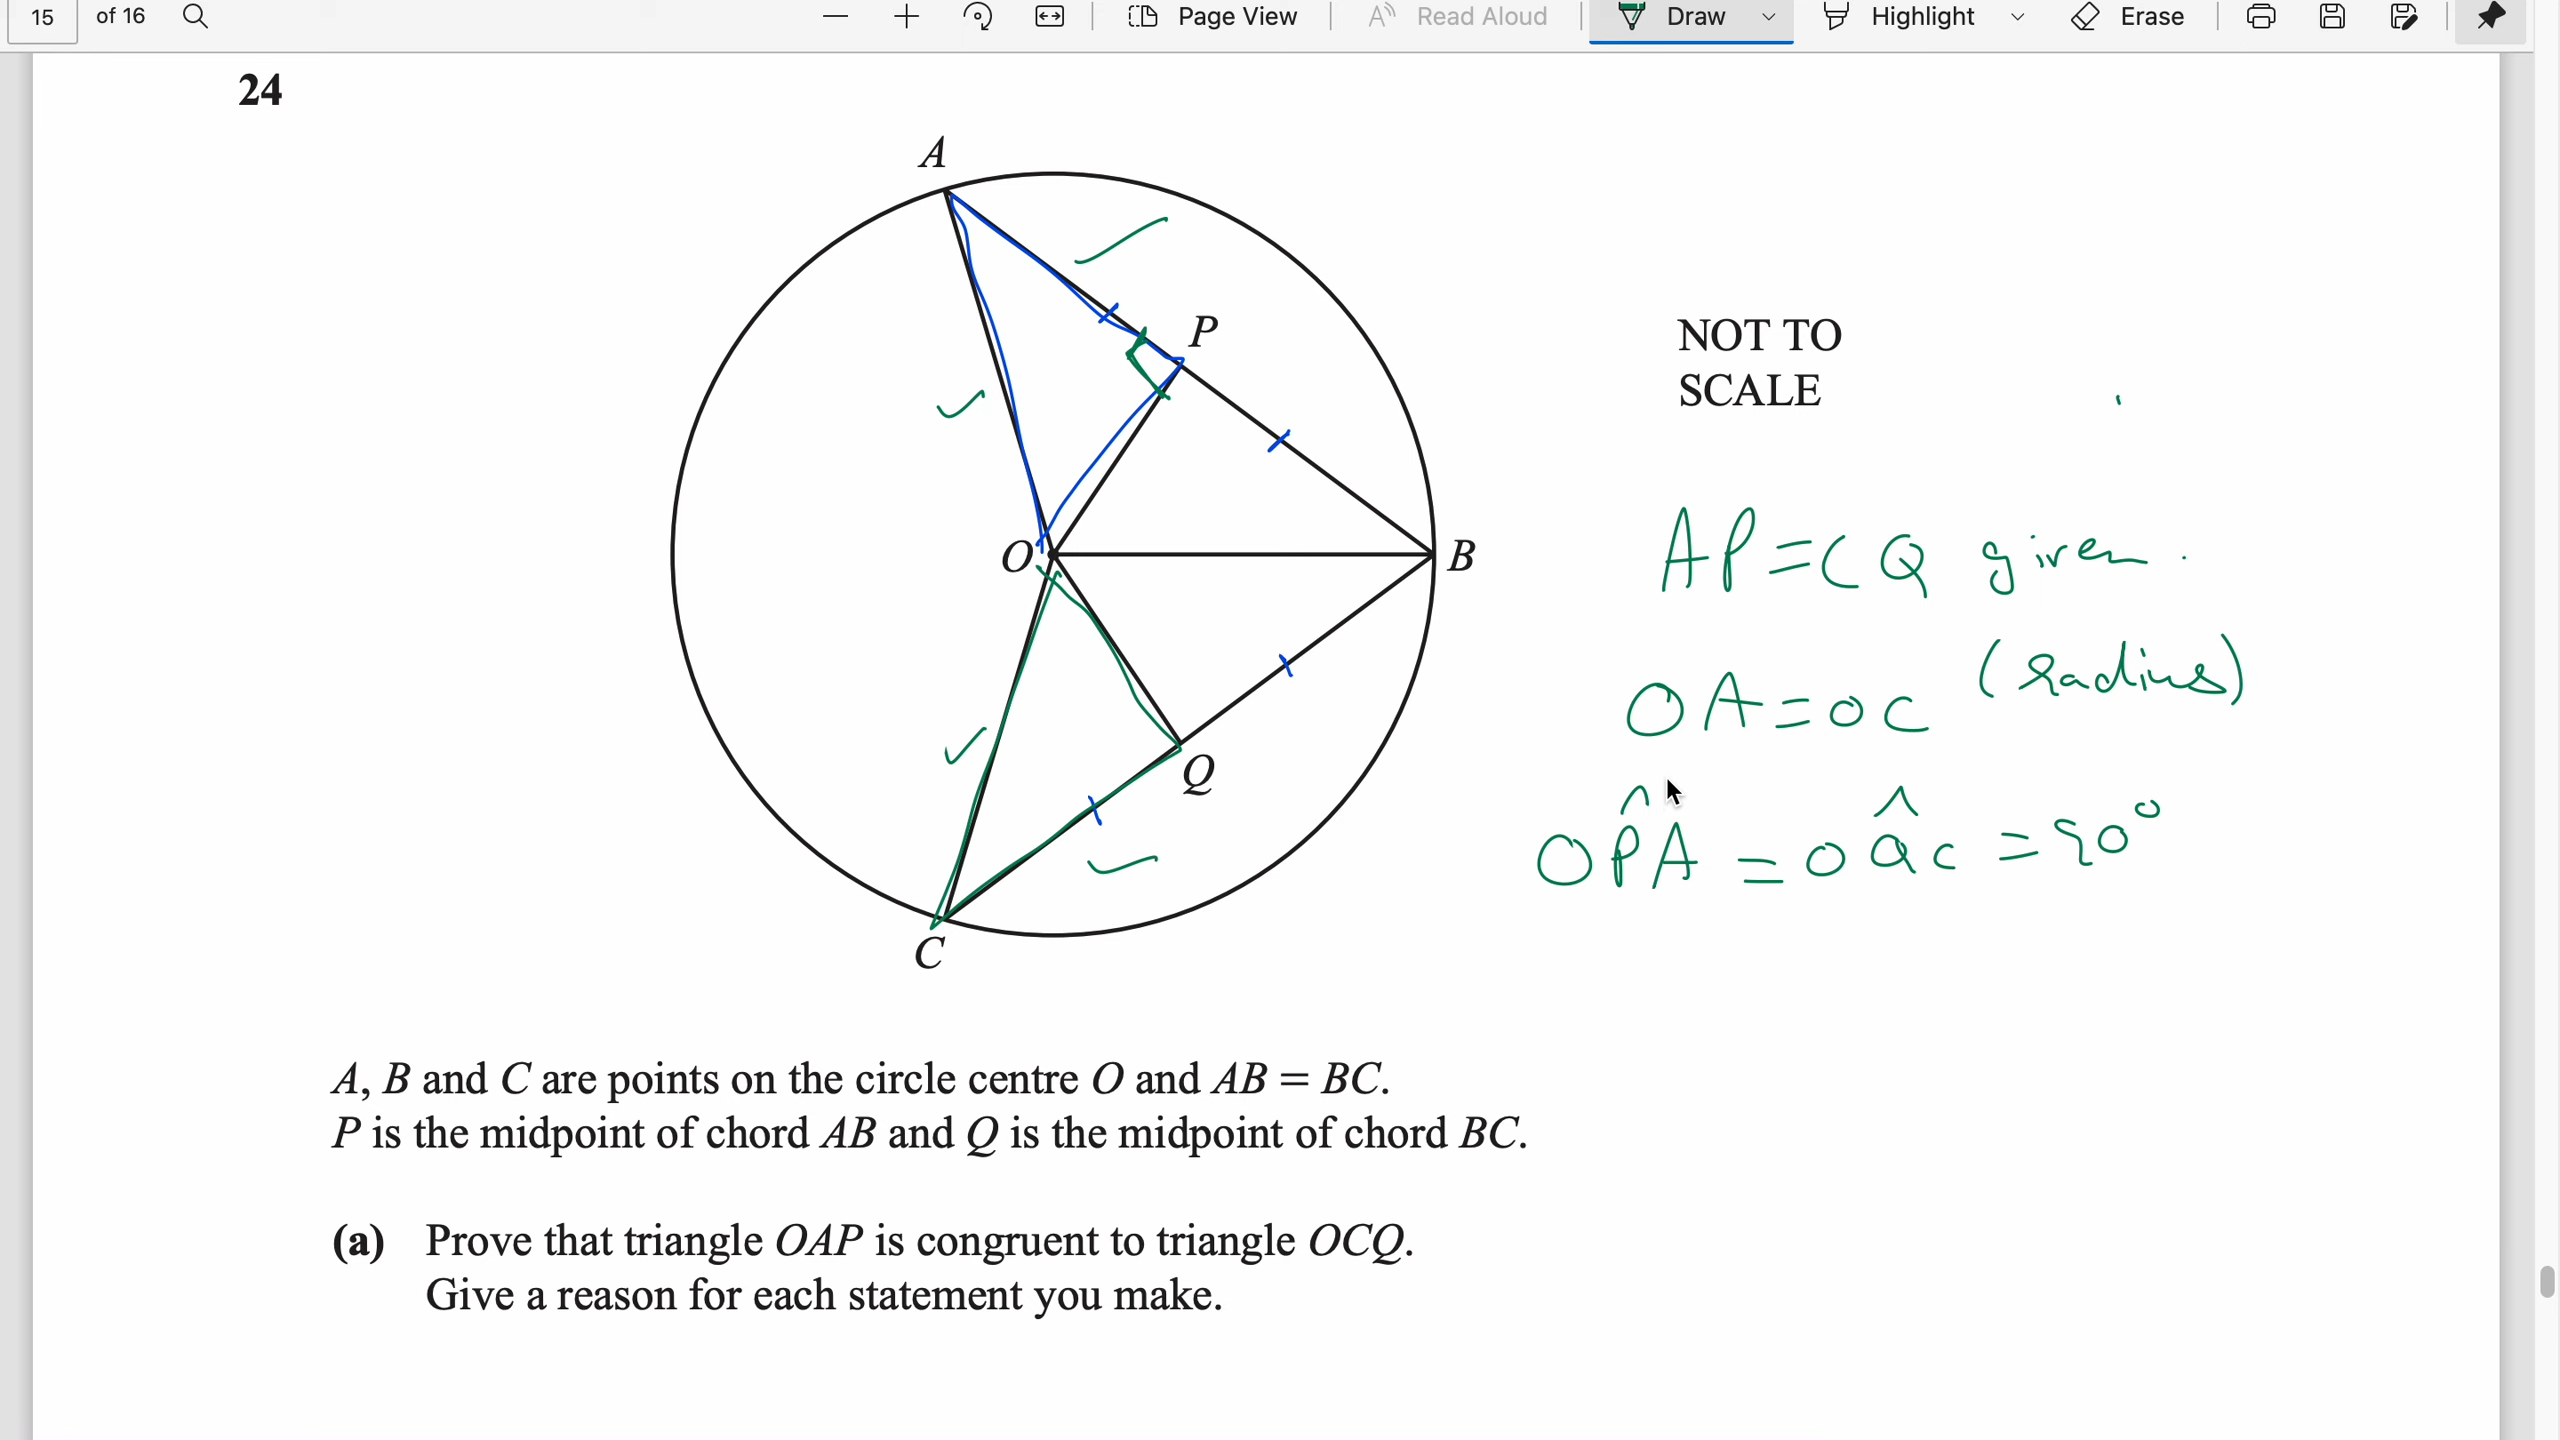 15 of 16 Page View Read Aloud Draw Highlight Erase
24
A
P
NOT TO
SCALE
O
B
AP = CQ given.
(radius)
OA = OC
Q
OP̂A = OQ̂C = 90°
C
A, B and C are points on the circle centre O and AB = BC.
P is the midpoint of chord AB and Q is the midpoint of chord BC.
(a) Prove that triangle OAP is congruent to triangle OCQ.
Give a reason for each statement you make.